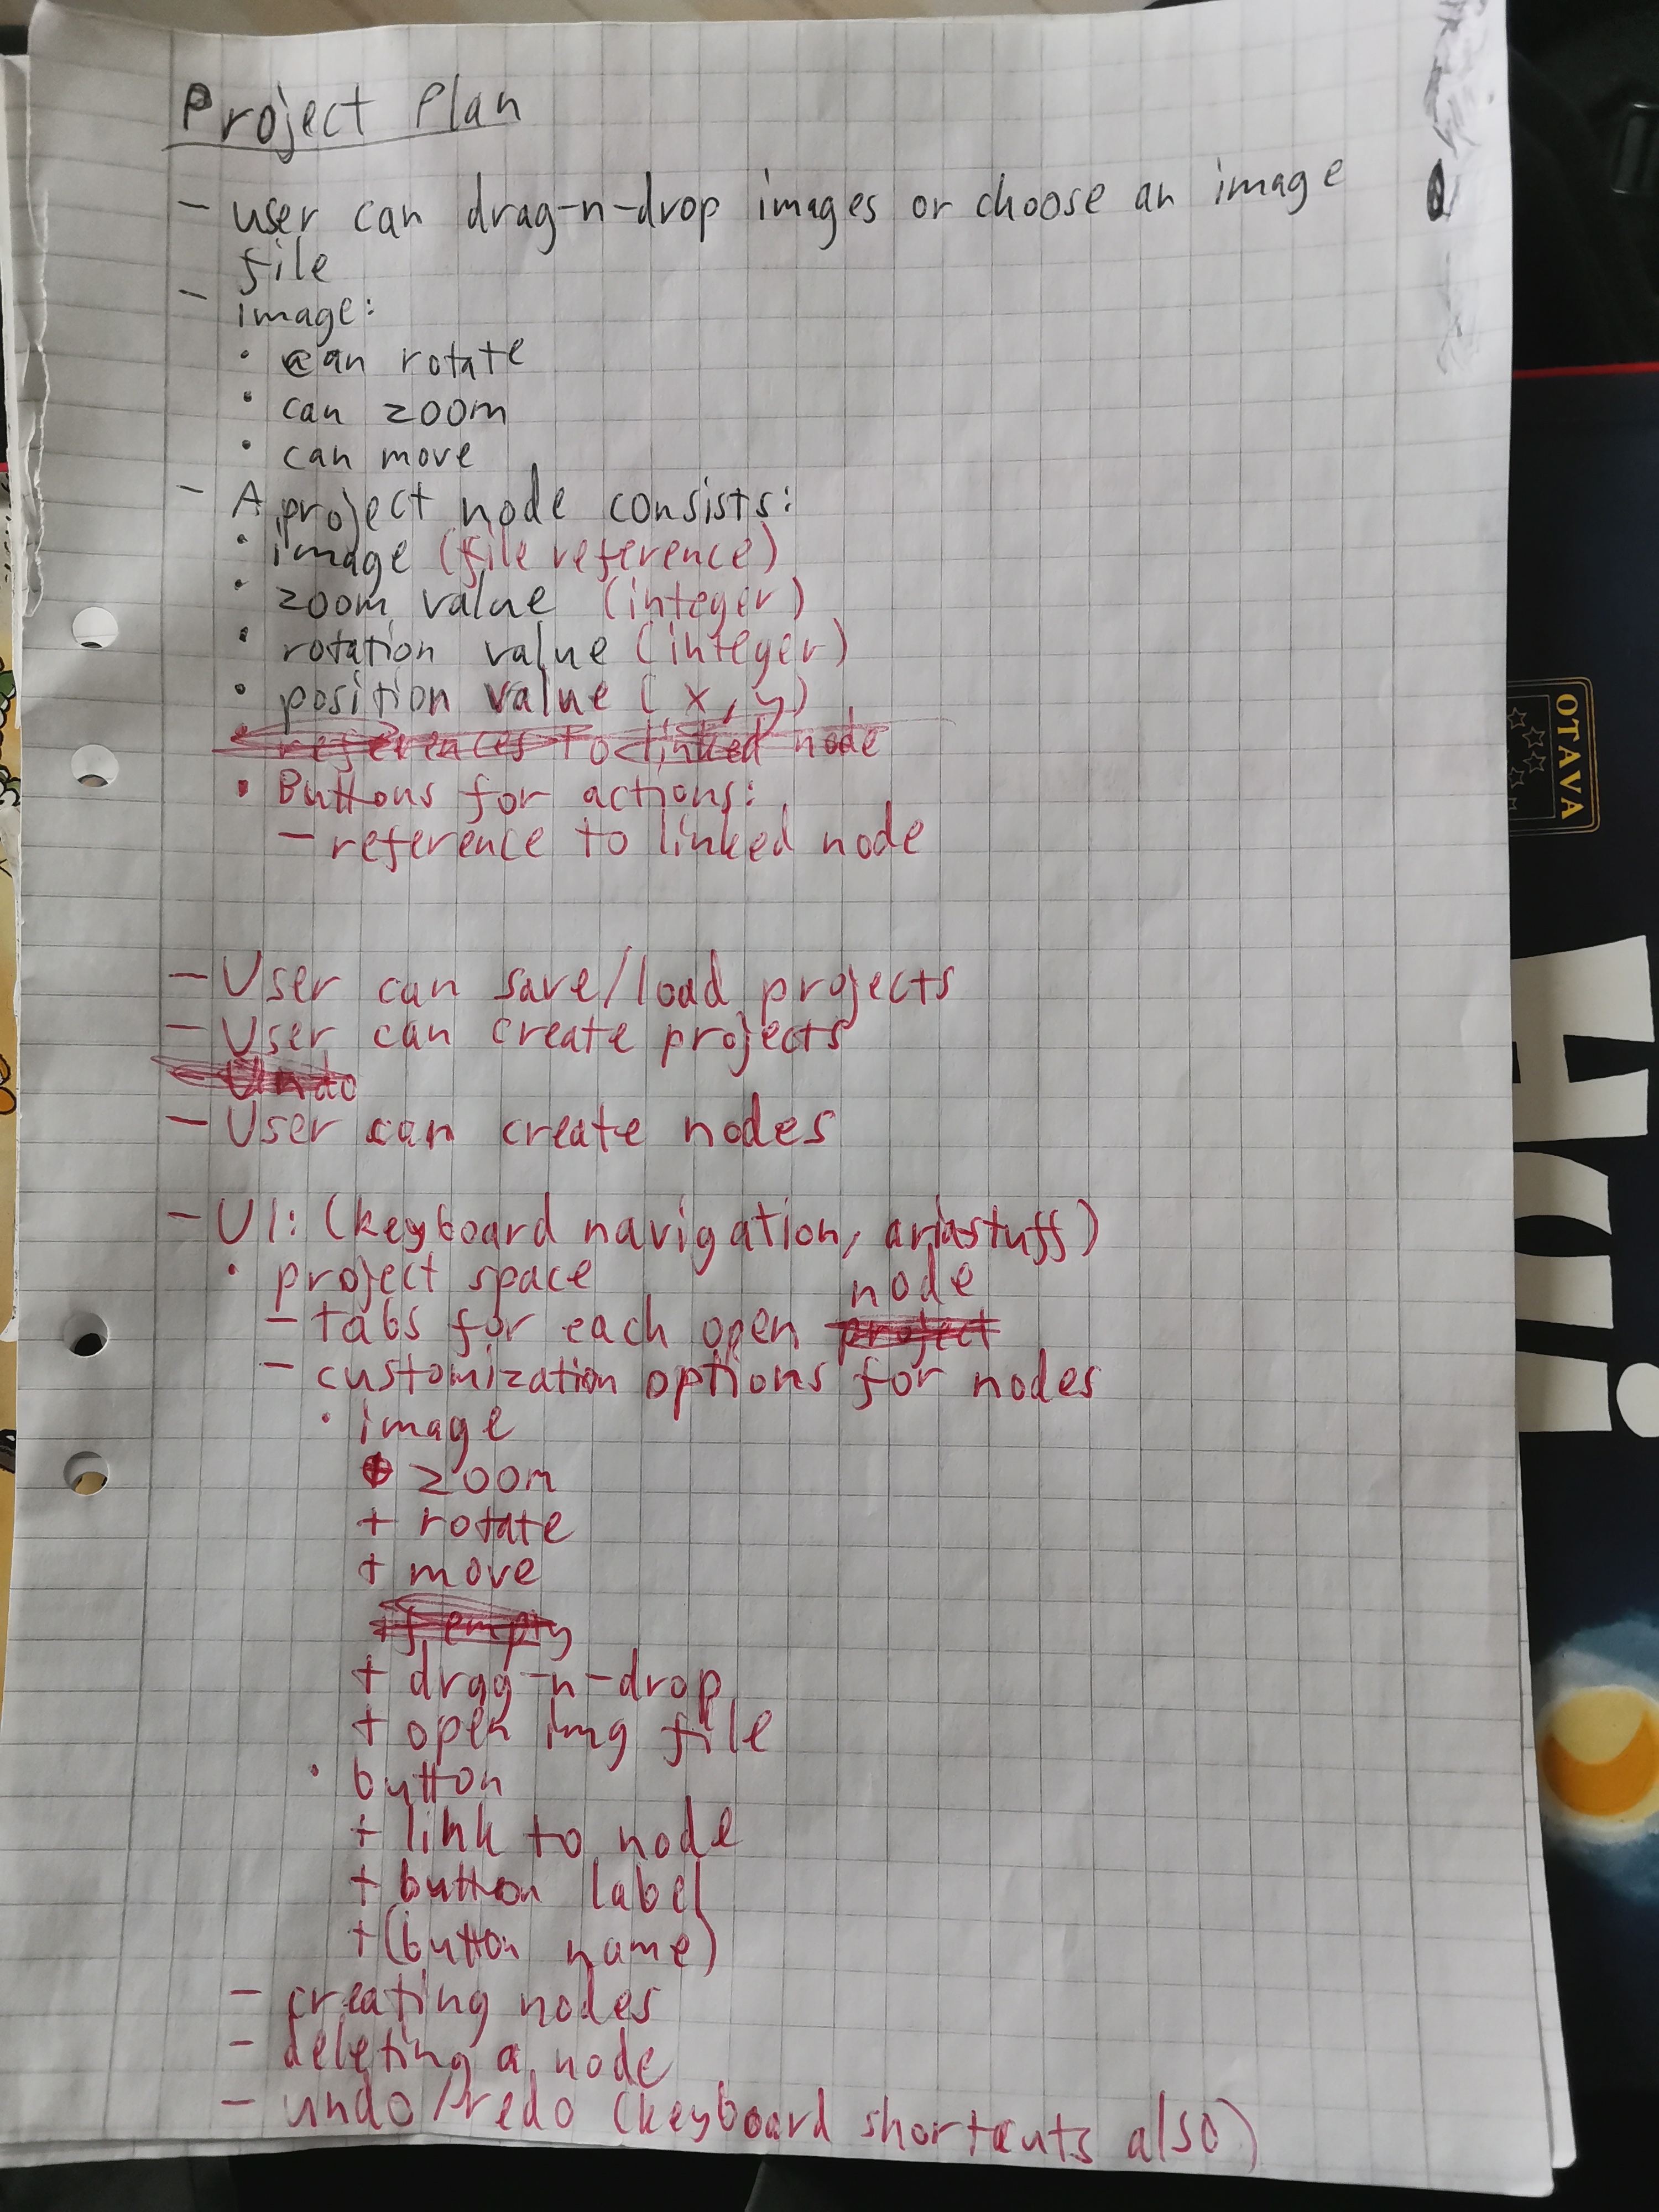 Project Plan
- user can drag-n-drop images or choose an image
file
- image:
• can rotate
• can zoom
• can move
- A project node consists:
• image (file reference)
• zoom value (integer)
• rotation value (integer)
• position value (x, y)
• references to linked node
• Buttons for actions:
- reference to linked node
- User can save/load projects
- User can create projects
- Undo
- User can create nodes
- UI: (keyboard navigation, aria stuff)
• project space
node
- tabs for each open project
- customization options for nodes
• image
+ zoom
+ rotate
+ move
if empty
+ drag-n-drop
+ open img file
• button
+ link to node
+ button label
+ (button name)
- creating nodes
- deleting a node
- undo/redo (keyboard shortcuts also)
OTAVA